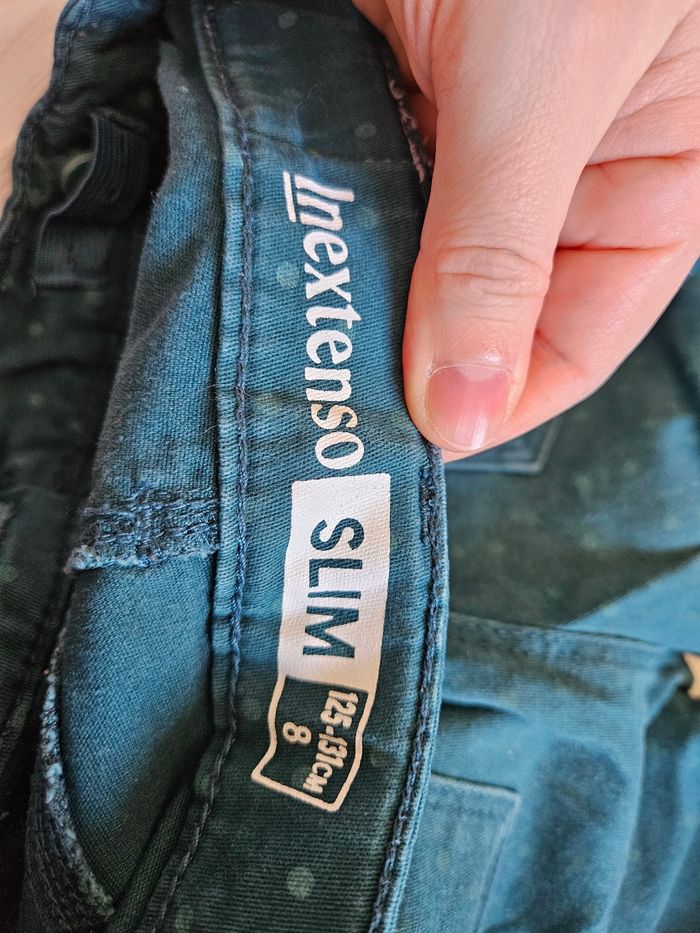 Inextenso
SLIM
125-131CM
8